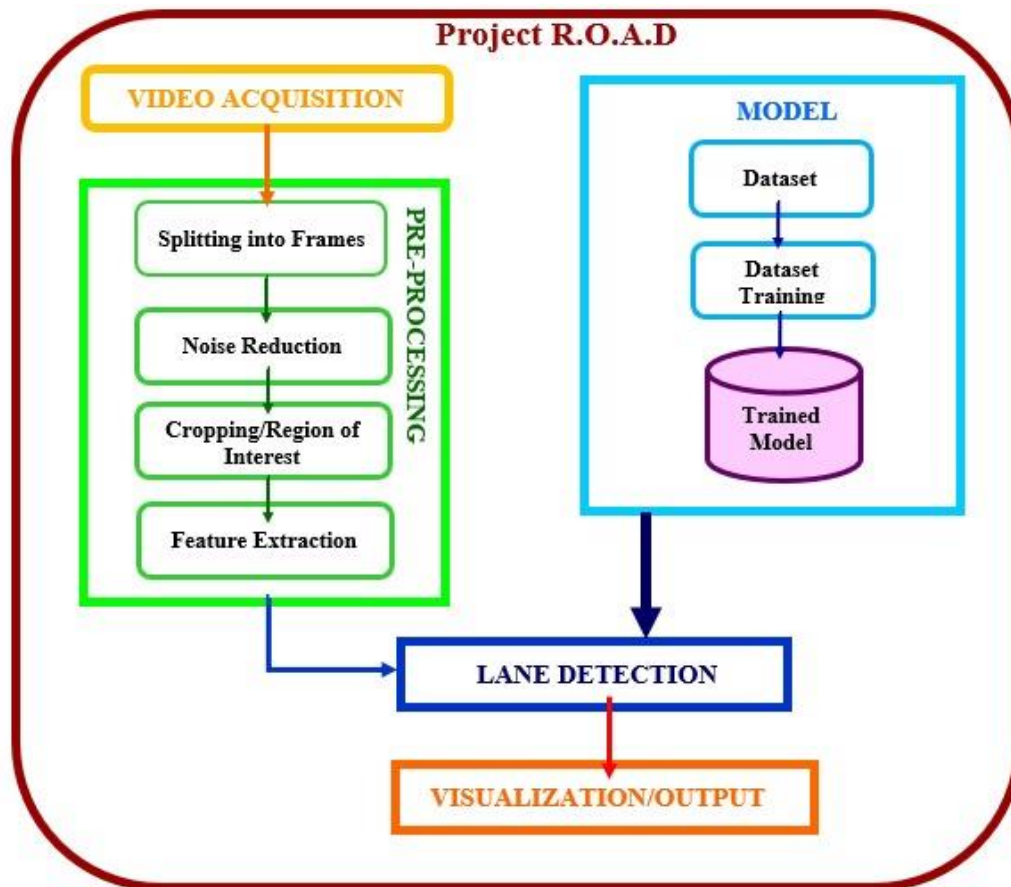 Project R.O.A.D
VIDEO ACQUISITION
PRE-PROCESSING
Splitting into Frames
Noise Reduction
Cropping/Region of
Interest
Feature Extraction
MODEL
Dataset
Dataset
Training
Trained
Model
LANE DETECTION
VISUALIZATION/OUTPUT